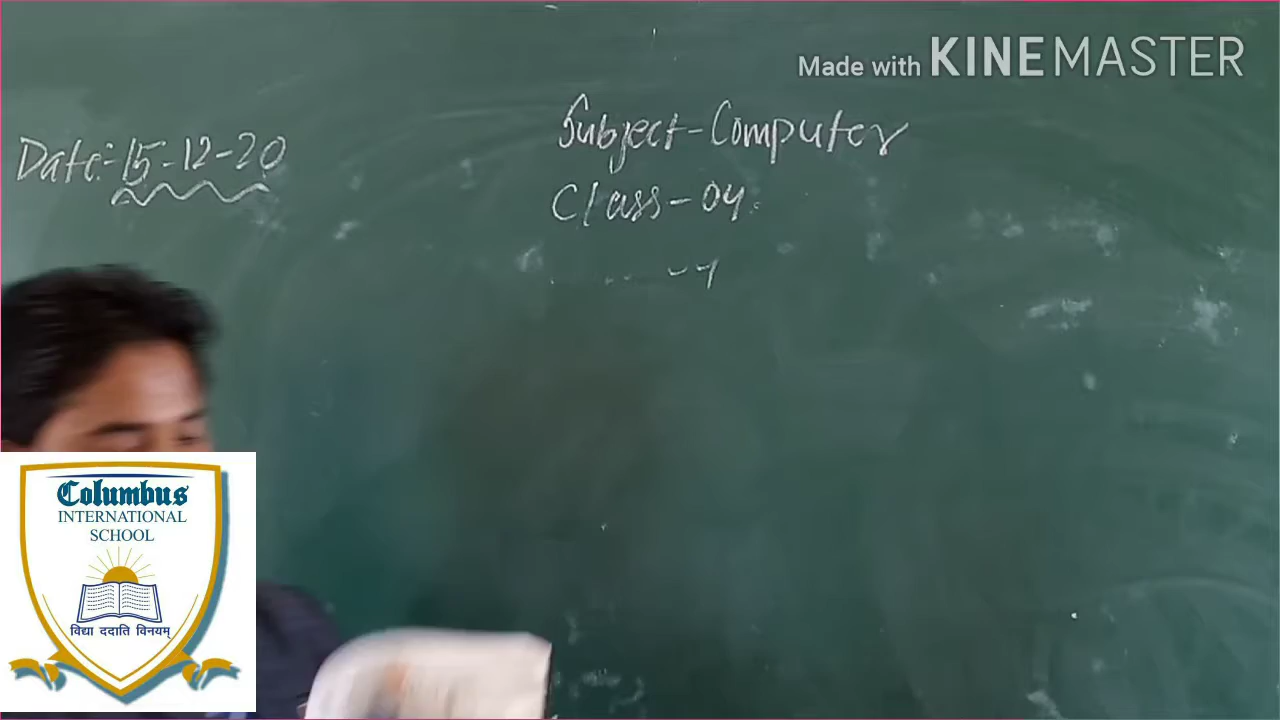 Made with KINEMASTER
Subject-Computer
Date:-15-12-20
Class-04
Columbus
INTERNATIONAL
SCHOOL
विद्या ददाति विनयम्